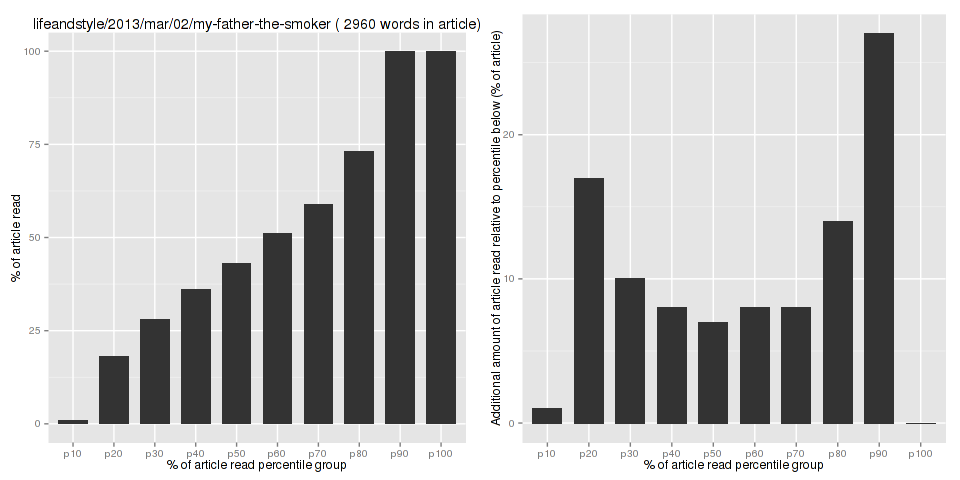 lifeandstyle/2013/mar/02/my-father-the-smoker ( 2960 words in article)
% of article read
100
75
50
25
0
p10 p20 p30 p40 p50 p60 p70 p80 p90 p100
% of article read percentile group
Additional amount of article read relative to percentile below (% of article)
20
10
0
p10 p20 p30 p40 p50 p60 p70 p80 p90 p100
% of article read percentile group